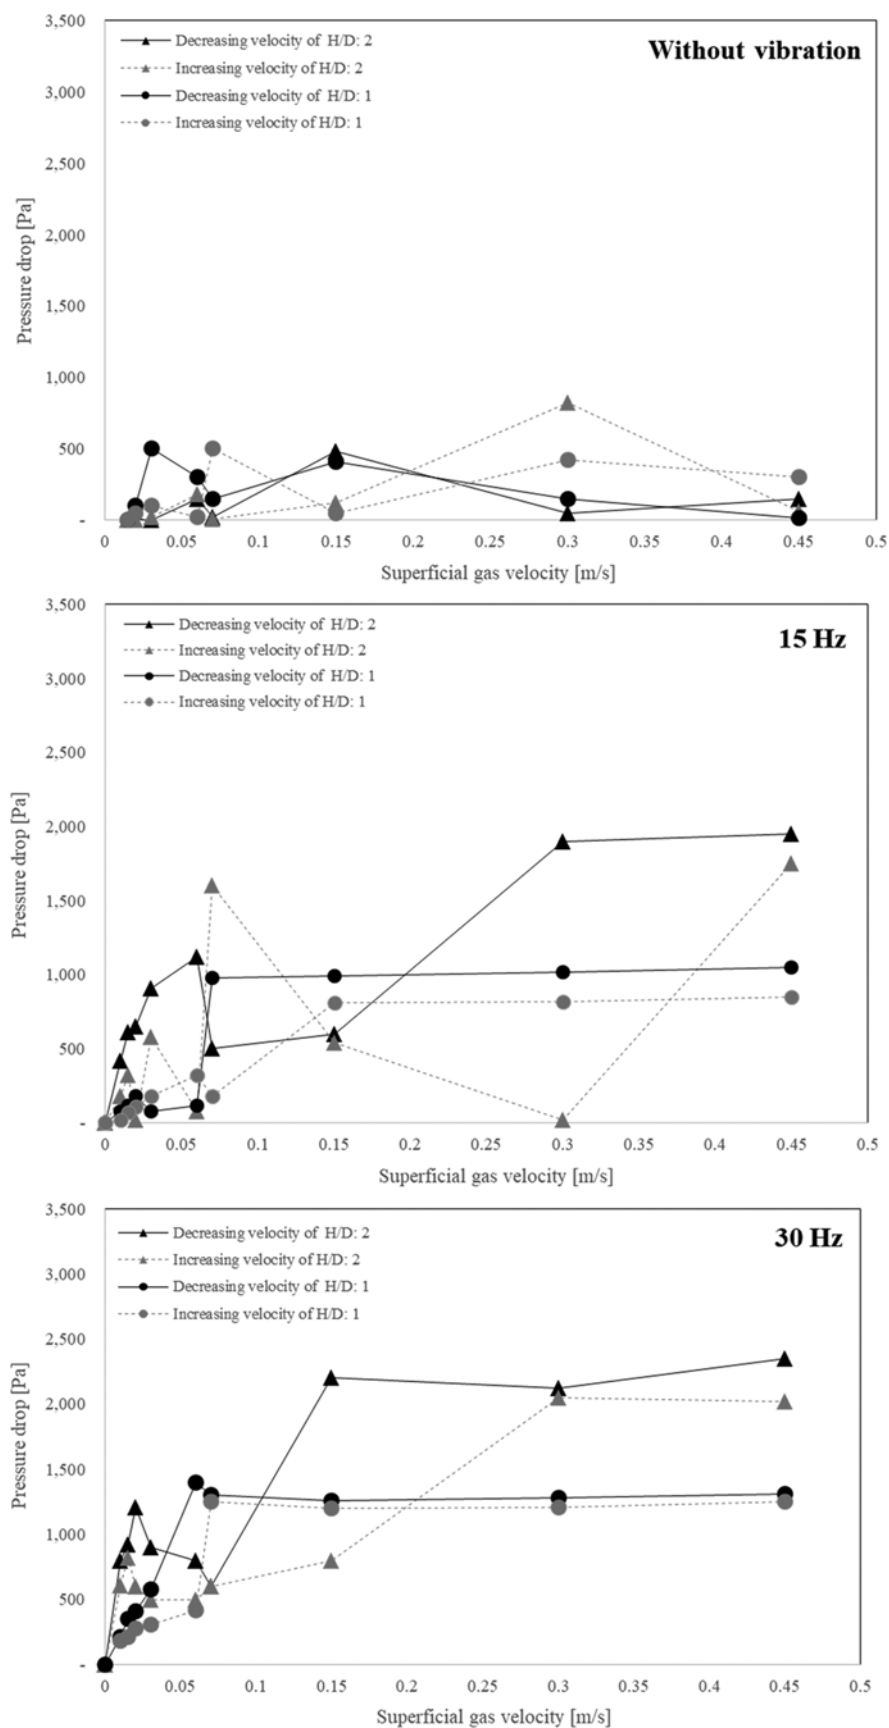 3,500
Decreasing velocity of H/D: 2
Without vibration
Increasing velocity of H/D: 2
3,000
Decreasing velocity of H/D: 1
Increasing velocity of H/D: 1
2,500
2,000
1,500
1,000
500
-
Pressure drop [Pa]
0 0.05 0.1 0.15 0.2 0.25 0.3 0.35 0.4 0.45 0.5
Superficial gas velocity [m/s]
3,500
Decreasing velocity of H/D: 2
15 Hz
Increasing velocity of H/D: 2
3,000
Decreasing velocity of H/D: 1
Increasing velocity of H/D: 1
2,500
2,000
1,500
1,000
500
-
Pressure drop [Pa]
0 0.05 0.1 0.15 0.2 0.25 0.3 0.35 0.4 0.45 0.5
Superficial gas velocity [m/s]
3,500
Decreasing velocity of H/D: 2
30 Hz
Increasing velocity of H/D: 2
3,000
Decreasing velocity of H/D: 1
Increasing velocity of H/D: 1
2,500
2,000
1,500
1,000
500
-
Pressure drop [Pa]
0 0.05 0.1 0.15 0.2 0.25 0.3 0.35 0.4 0.45 0.5
Superficial gas velocity [m/s]